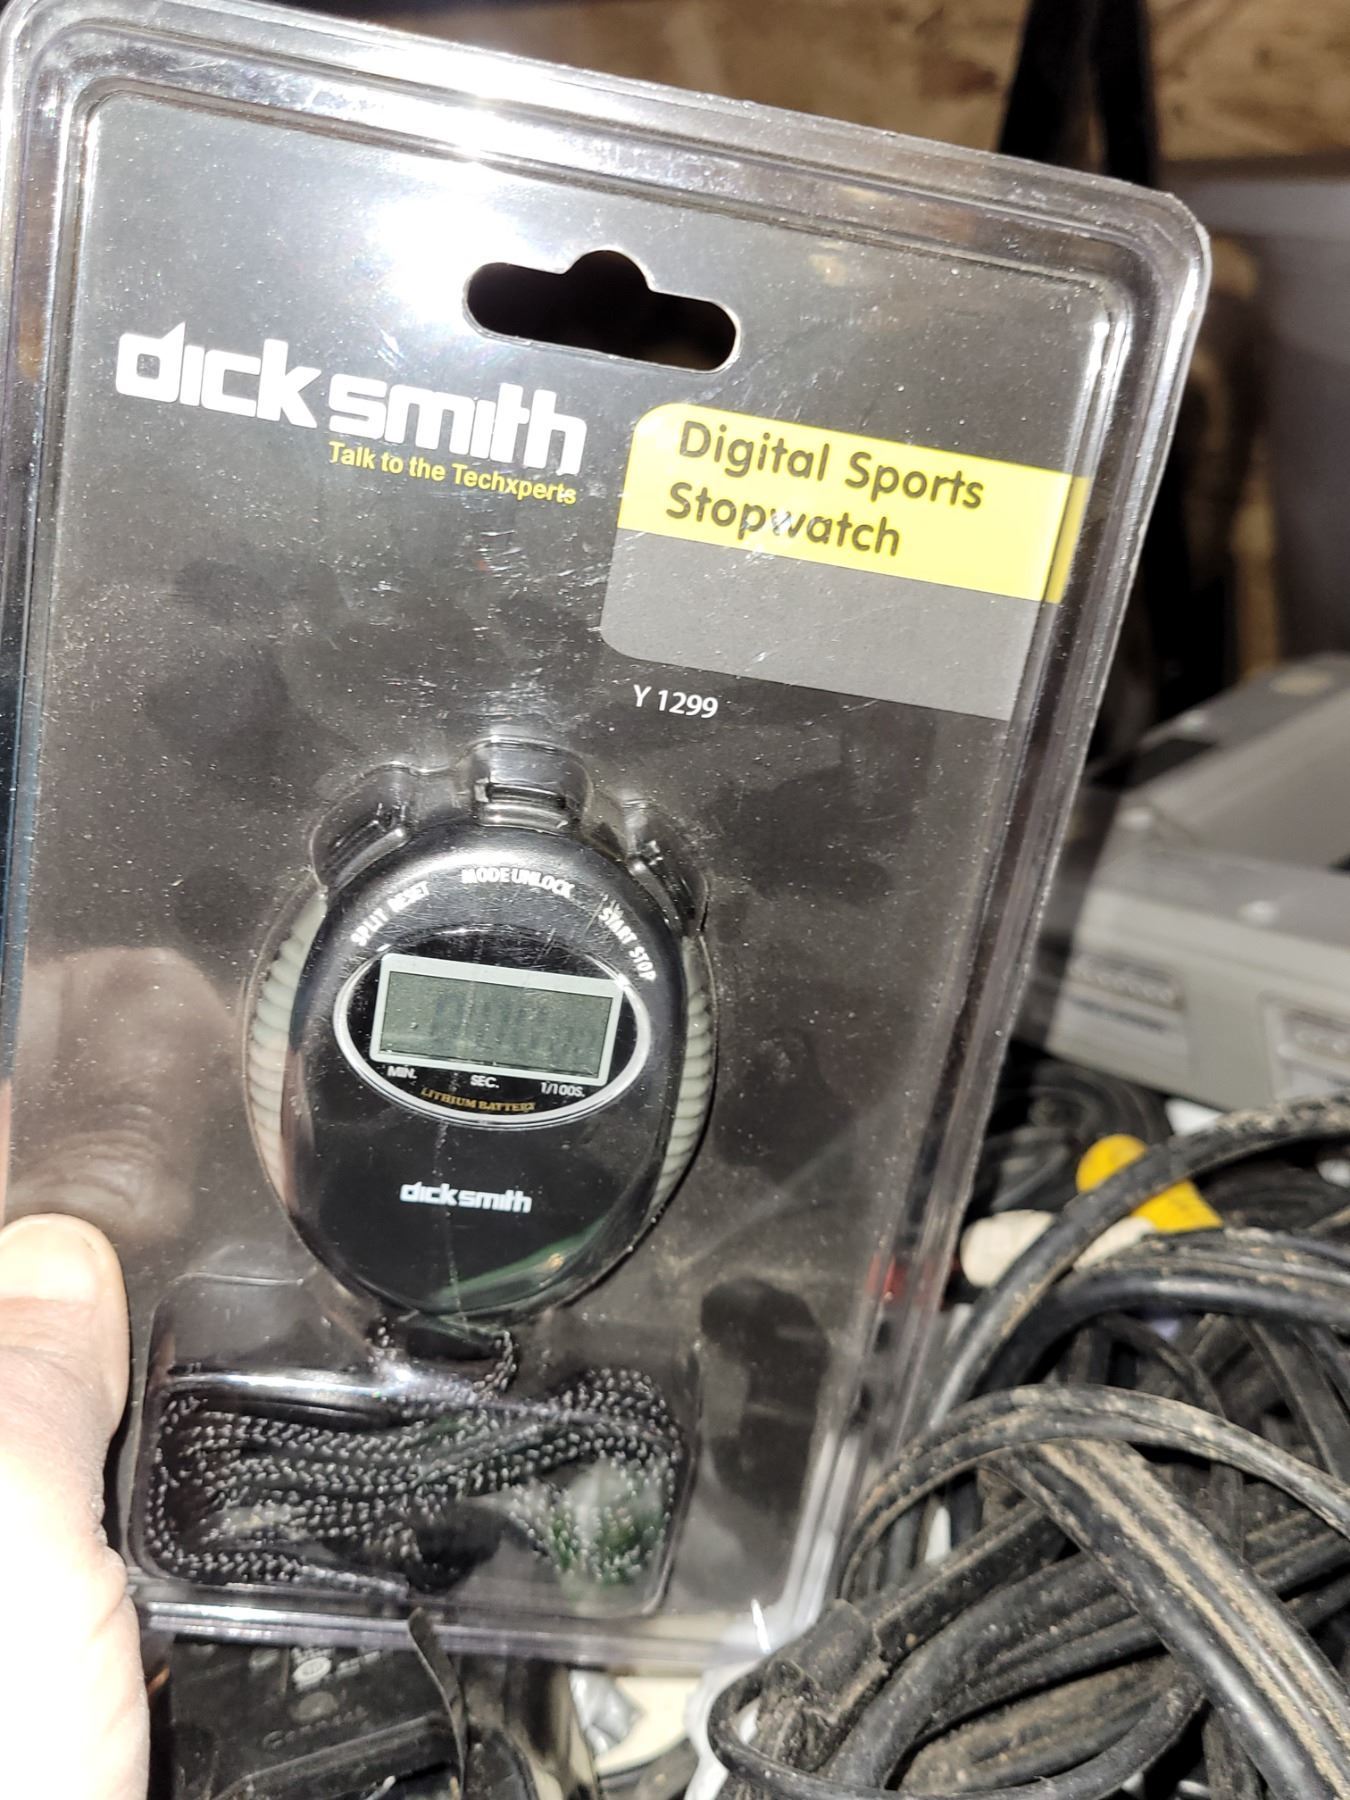 dick smith
Talk to the Techxperts
Digital Sports
Stopwatch
Y 1299
SPLIT RESET
MODE UNLOCK
START STOP
MIN.
SEC.
1/100S.
LITHIUM BATTERY
dick smith